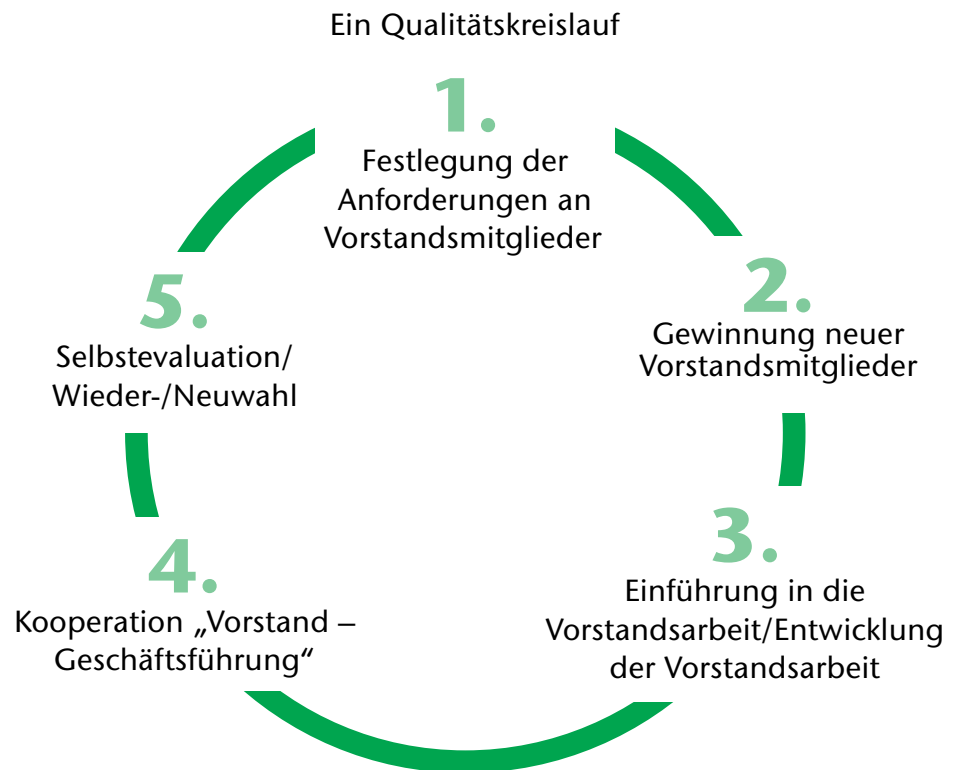 Ein Qualitätskreislauf
1.
Festlegung der
Anforderungen an
Vorstandsmitglieder
2.
Gewinnung neuer
Vorstandsmitglieder
3.
Einführung in die
Vorstandsarbeit/Entwicklung
der Vorstandsarbeit
4.
Kooperation „Vorstand –
Geschäftsführung“
5.
Selbstevaluation/
Wieder-/Neuwahl